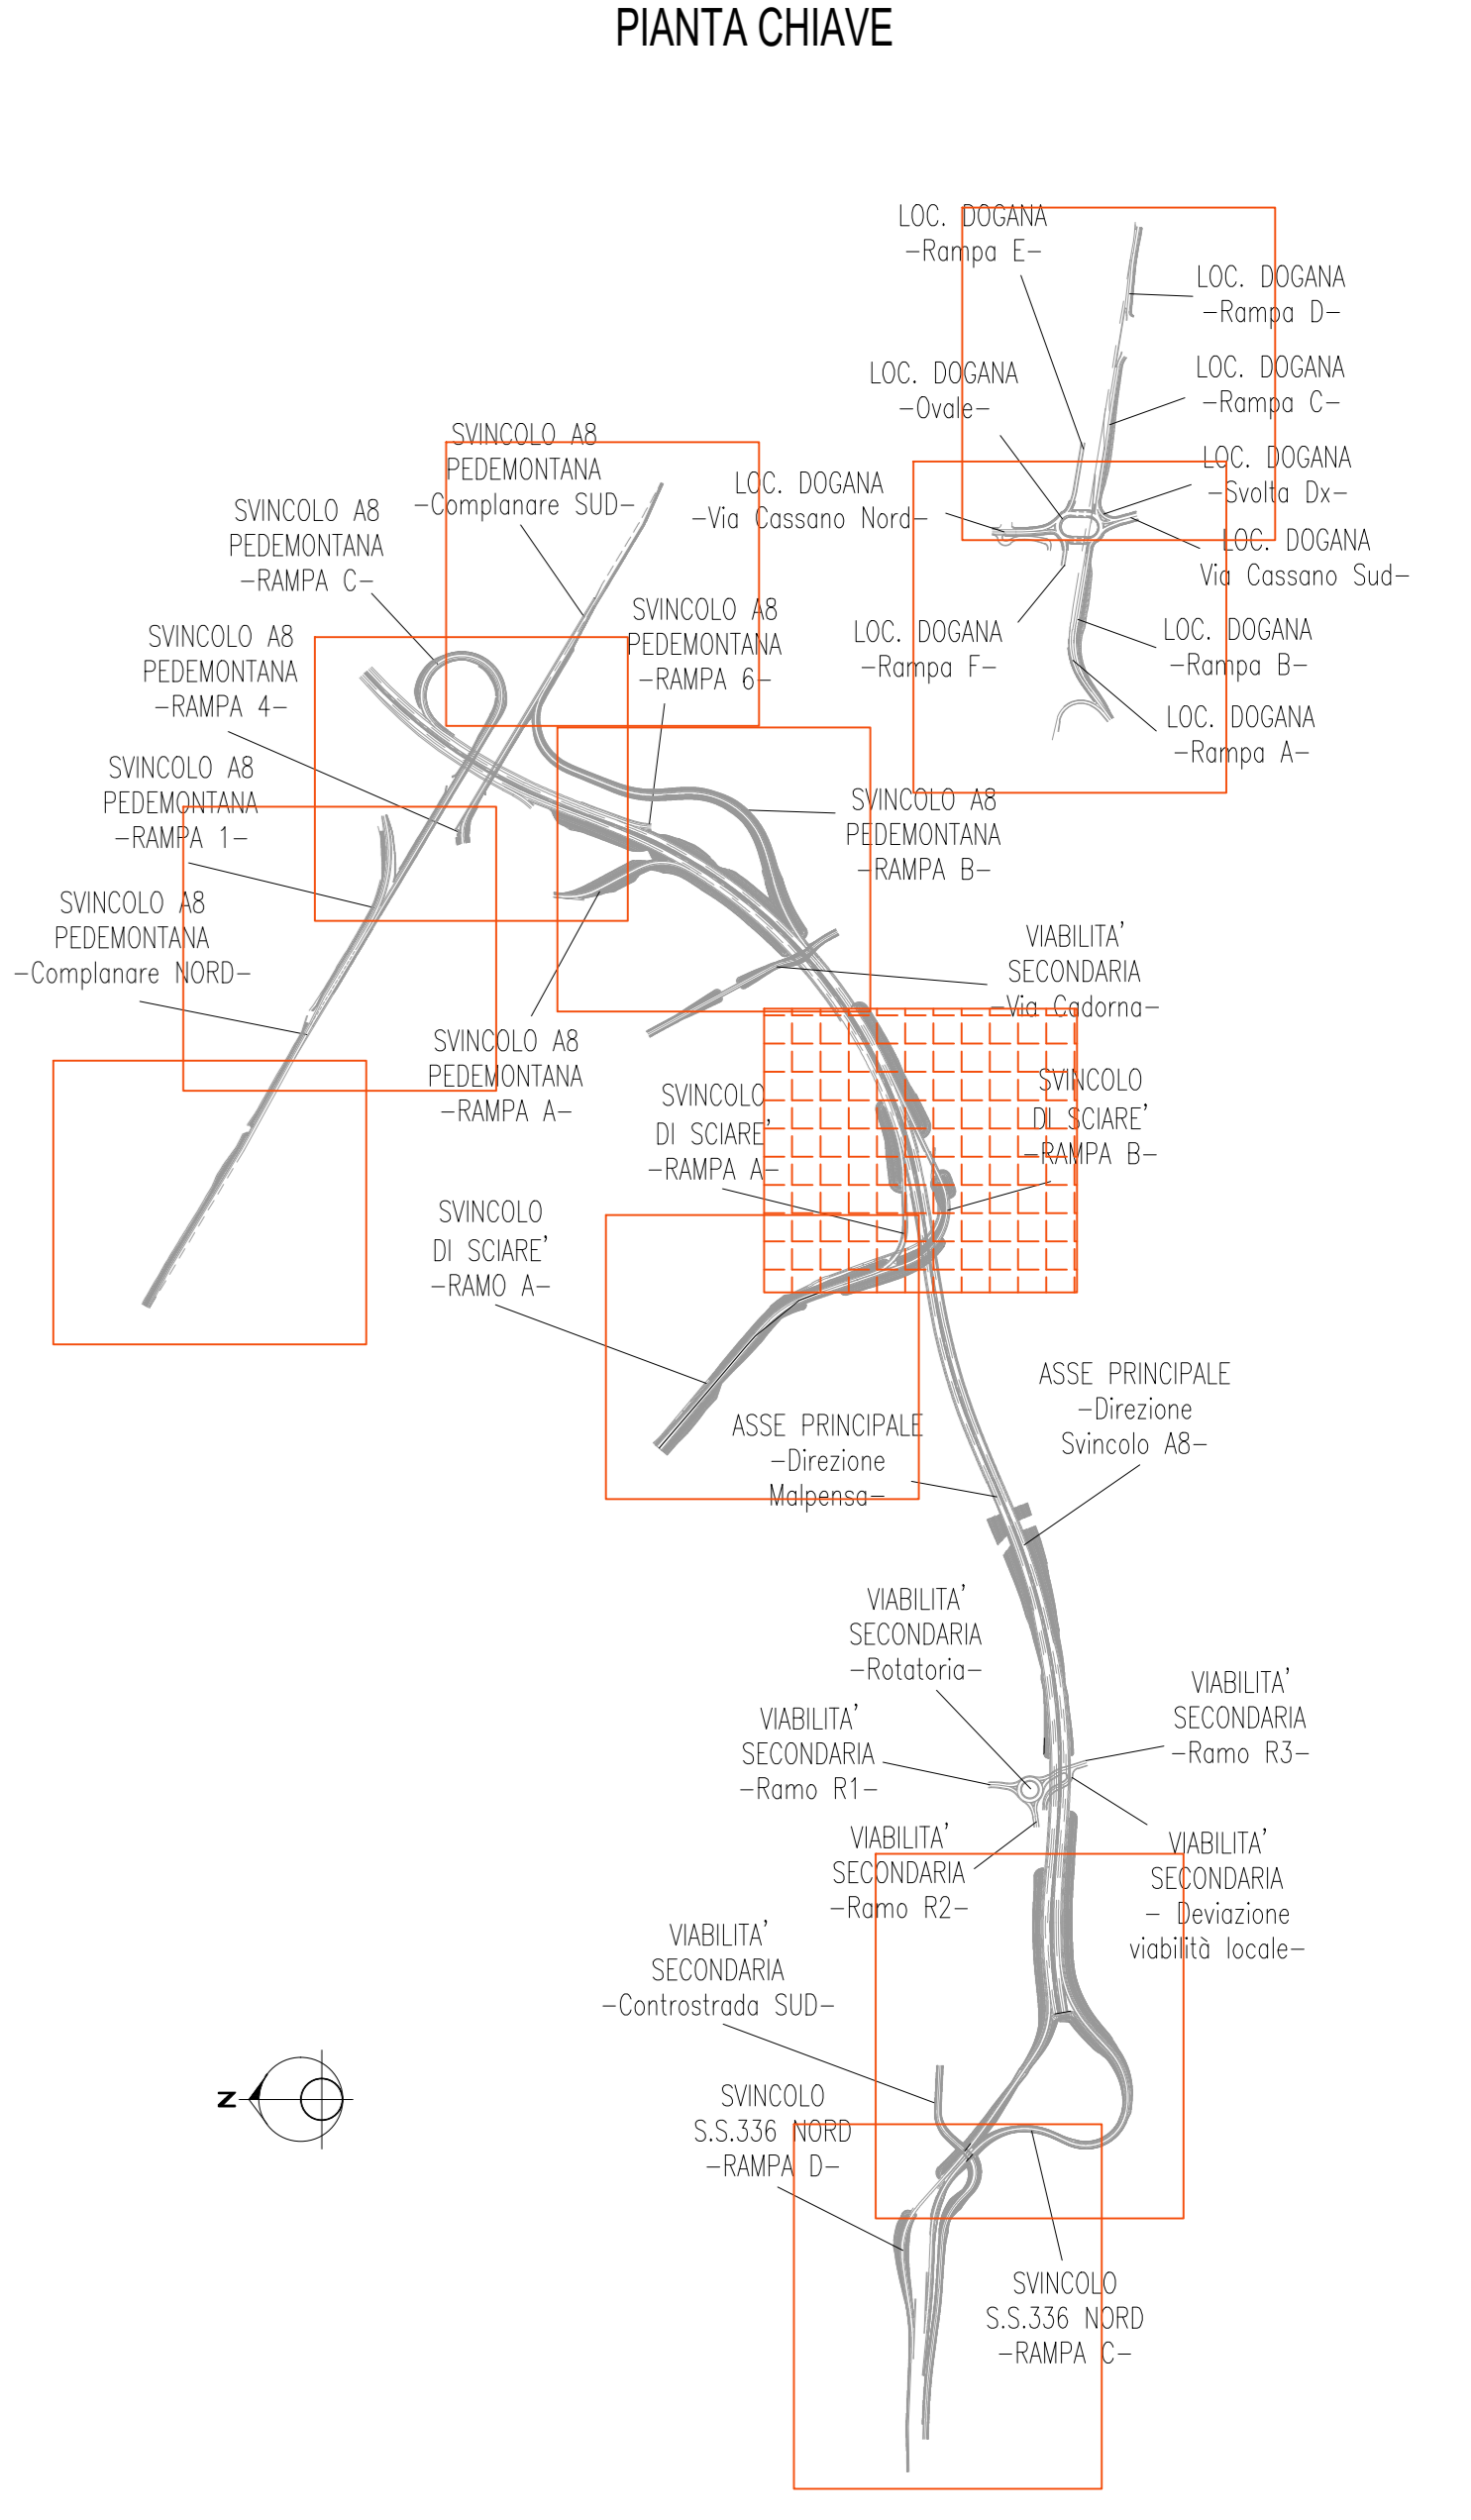 PIANTA CHIAVE
LOC. DOGANA
-Rampa E-
LOC. DOGANA
-Rampa D-
LOC. DOGANA
-Ovale-
LOC. DOGANA
-Rampa C-
SVINCOLO A8
PEDEMONTANA
-Complanare SUD-
LOC. DOGANA
-Via Cassano Nord-
LOC. DOGANA
-Svolta Dx-
SVINCOLO A8
PEDEMONTANA
-RAMPA C-
LOC. DOGANA
Via Cassano Sud-
SVINCOLO A8
PEDEMONTANA
-RAMPA 4-
SVINCOLO A8
PEDEMONTANA
-RAMPA 6-
LOC. DOGANA
-Rampa F-
LOC. DOGANA
-Rampa B-
LOC. DOGANA
-Rampa A-
SVINCOLO A8
PEDEMONTANA
-RAMPA 1-
SVINCOLO A8
PEDEMONTANA
-RAMPA B-
SVINCOLO A8
PEDEMONTANA
-Complanare NORD-
VIABILITA'
SECONDARIA
-Via Cadorna-
SVINCOLO A8
PEDEMONTANA
-RAMPA A-
SVINCOLO
DI SCIARE'
-RAMPA A-
SVINCOLO
DI SCIARE'
-RAMPA B-
SVINCOLO
DI SCIARE'
-RAMO A-
ASSE PRINCIPALE
-Direzione
Svincolo A8-
ASSE PRINCIPALE
-Direzione
Malpensa-
VIABILITA'
SECONDARIA
-Rotatoria-
VIABILITA'
SECONDARIA
-Ramo R3-
VIABILITA'
SECONDARIA
-Ramo R1-
VIABILITA'
SECONDARIA
-Ramo R2-
VIABILITA'
SECONDARIA
- Deviazione
viabilità locale-
VIABILITA'
SECONDARIA
-Controstrada SUD-
N
SVINCOLO
S.S.336 NORD
-RAMPA D-
SVINCOLO
S.S.336 NORD
-RAMPA C-